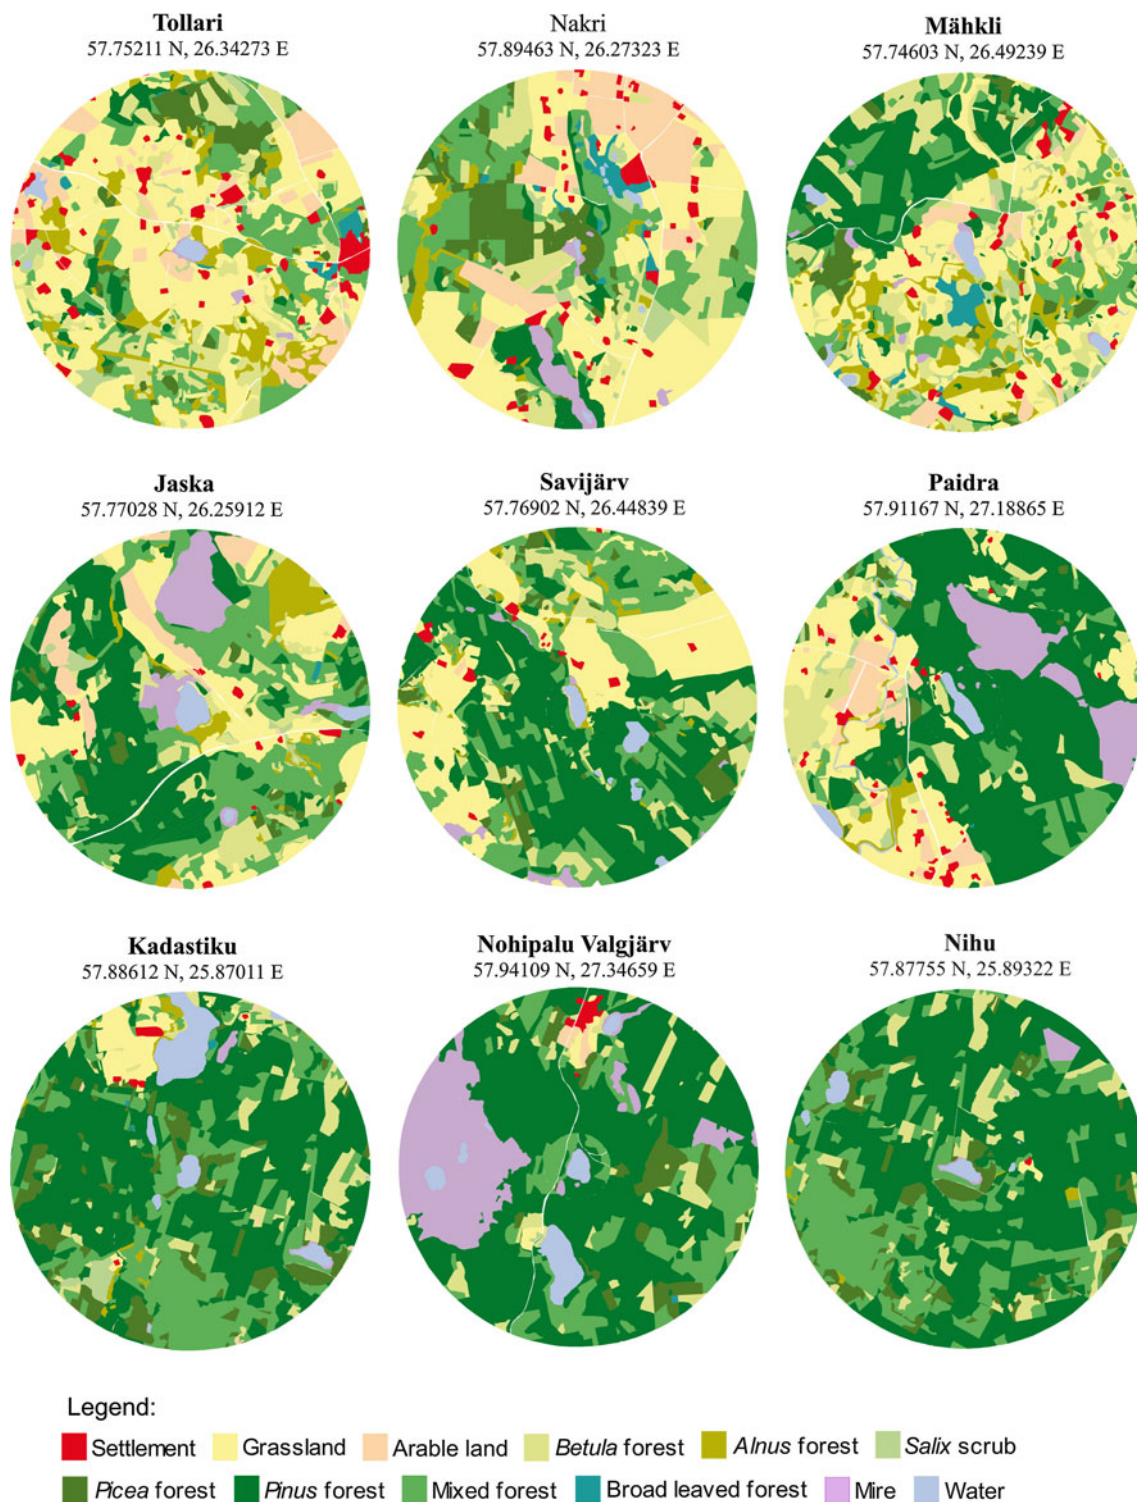 Tollari
57.75211 N, 26.34273 E
Nakri
57.89463 N, 26.27323 E
Mähkli
57.74603 N, 26.49239 E
Jaska
57.77028 N, 26.25912 E
Savijärv
57.76902 N, 26.44839 E
Paidra
57.91167 N, 27.18865 E
Kadastiku
57.88612 N, 25.87011 E
Nohipalu Valgjärv
57.94109 N, 27.34659 E
Nihu
57.87755 N, 25.89322 E
Legend:
Settlement Grassland Arable land Betula forest Alnus forest Salix scrub
Picea forest Pinus forest Mixed forest Broad leaved forest Mire Water